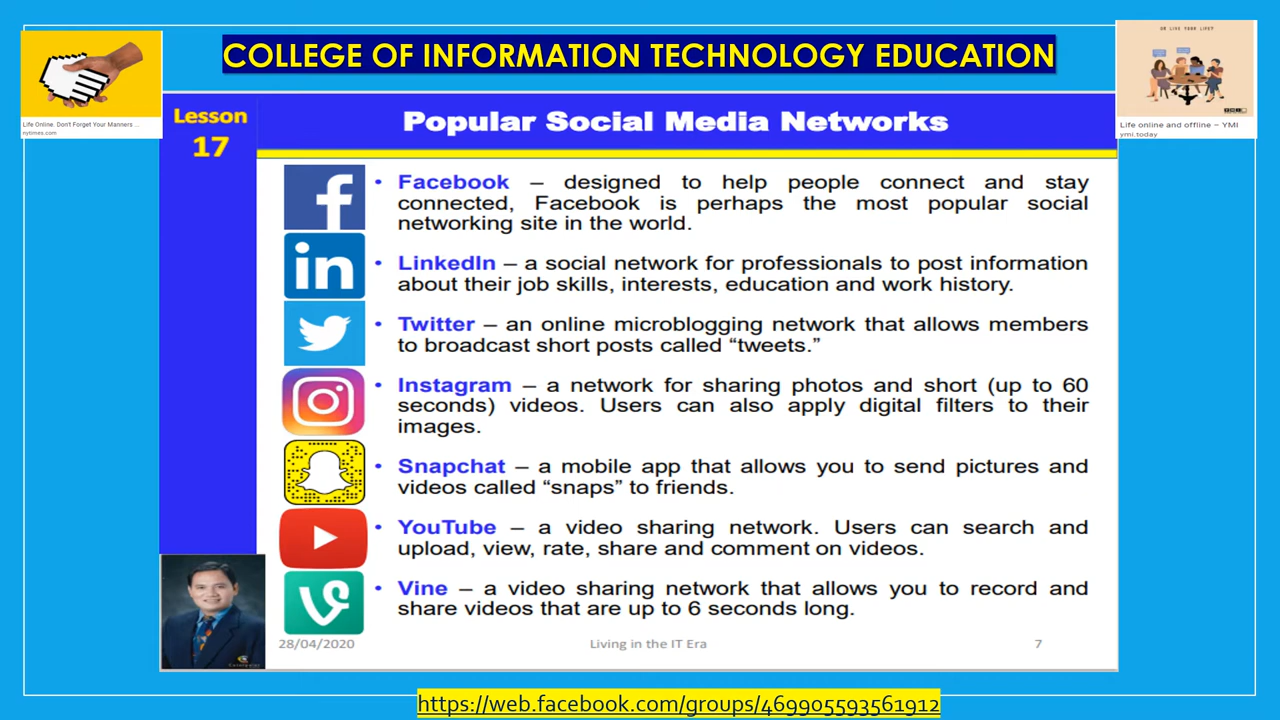 COLLEGE OF INFORMATION TECHNOLOGY EDUCATION
OR LIVE YOUR LIFE?
Life Online. Don't Forget Your Manners ...
nytimes.com
Life online and offline – YMI
ymi.today
Lesson
17
Popular Social Media Networks
• Facebook – designed to help people connect and stay
connected, Facebook is perhaps the most popular social
networking site in the world.
• LinkedIn – a social network for professionals to post information
about their job skills, interests, education and work history.
• Twitter – an online microblogging network that allows members
to broadcast short posts called “tweets.”
• Instagram – a network for sharing photos and short (up to 60
seconds) videos. Users can also apply digital filters to their
images.
• Snapchat – a mobile app that allows you to send pictures and
videos called “snaps” to friends.
• YouTube – a video sharing network. Users can search and
upload, view, rate, share and comment on videos.
• Vine – a video sharing network that allows you to record and
share videos that are up to 6 seconds long.
28/04/2020
Living in the IT Era
7
https://web.facebook.com/groups/469905593561912